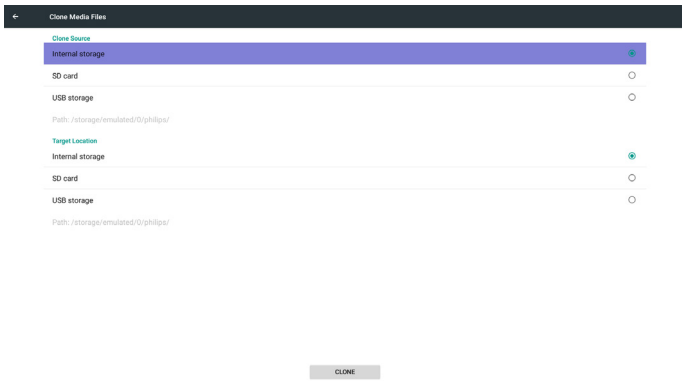 Clone Media Files
Clone Source
Internal storage
SD card
USB storage
Path: /storage/emulated/0/philips/
Target Location
Internal storage
SD card
USB storage
Path: /storage/emulated/0/philips/
CLONE